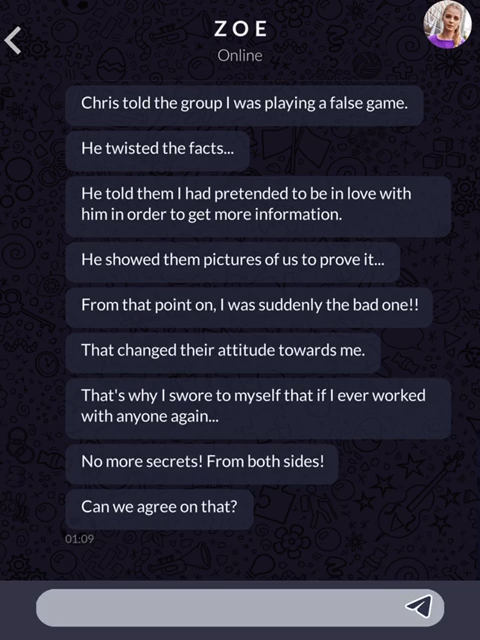 ZOE
Online
Chris told the group I was playing a false game.
He twisted the facts...
He told them I had pretended to be in love with
him in order to get more information.
He showed them pictures of us to prove it...
From that point on, I was suddenly the bad one!!
That changed their attitude towards me.
That's why I swore to myself that if I ever worked
with anyone again...
No more secrets! From both sides!
Can we agree on that?
01:09